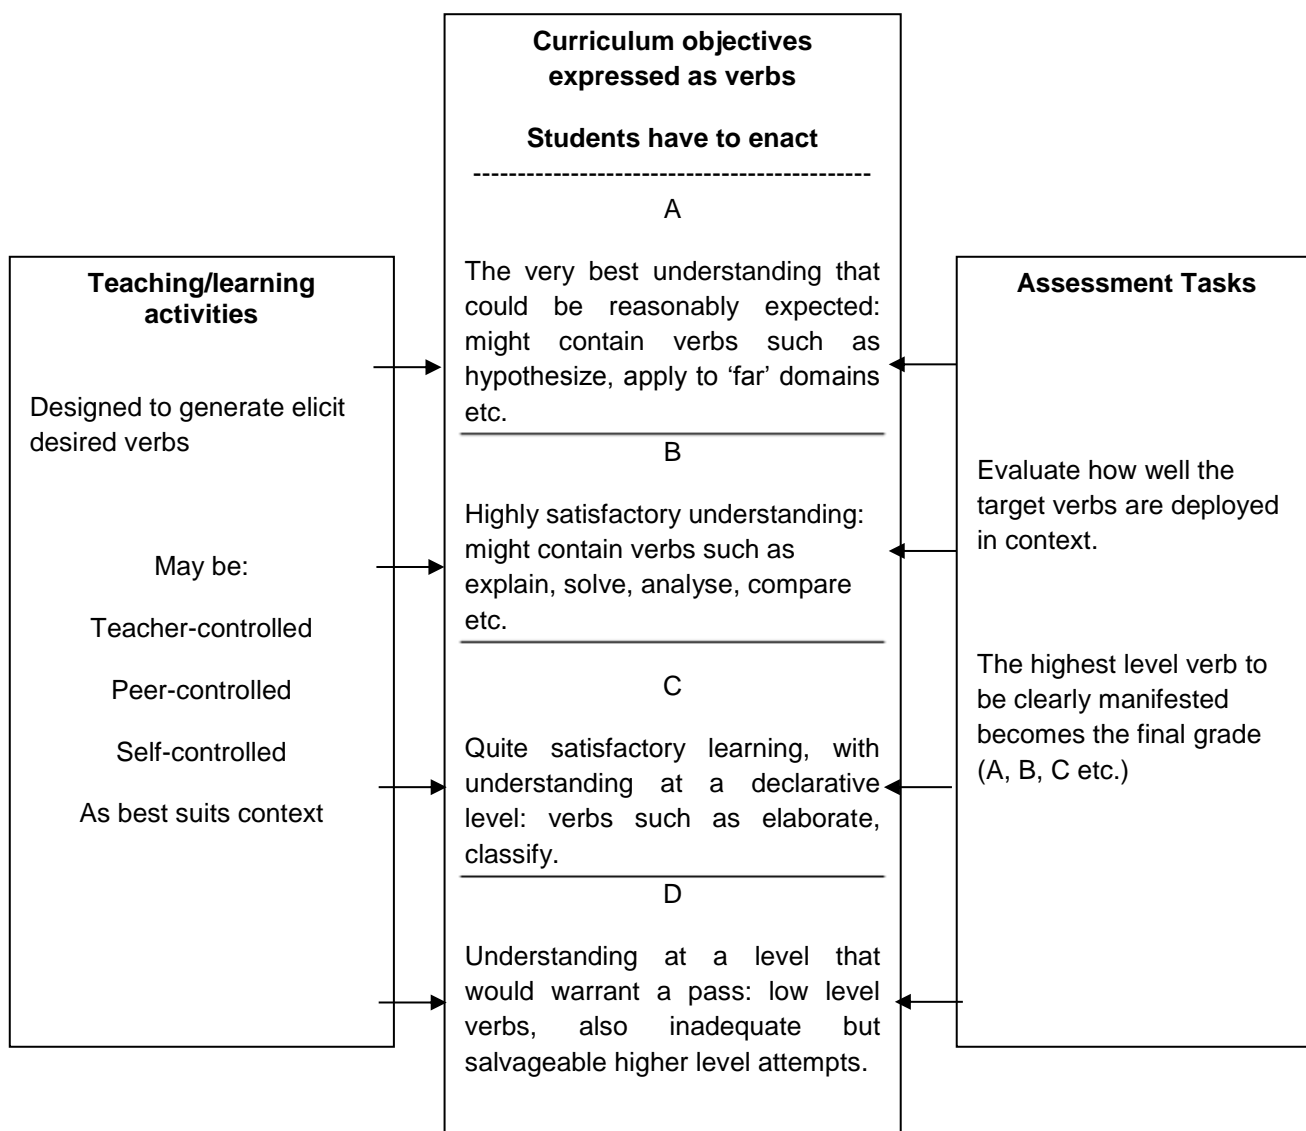 Curriculum objectives
expressed as verbs
Students have to enact
--------------------------------------------
A
The very best understanding that
could be reasonably expected:
might contain verbs such as
hypothesize, apply to ‘far’ domains
etc.
B
Highly satisfactory understanding:
might contain verbs such as
explain, solve, analyse, compare
etc.
C
Quite satisfactory learning, with
understanding at a declarative
level: verbs such as elaborate,
classify.
D
Understanding at a level that
would warrant a pass: low level
verbs, also inadequate but
salvageable higher level attempts.
Teaching/learning
activities
Designed to generate elicit
desired verbs
May be:
Teacher-controlled
Peer-controlled
Self-controlled
As best suits context
Assessment Tasks
Evaluate how well the
target verbs are deployed
in context.
The highest level verb to
be clearly manifested
becomes the final grade
(A, B, C etc.)